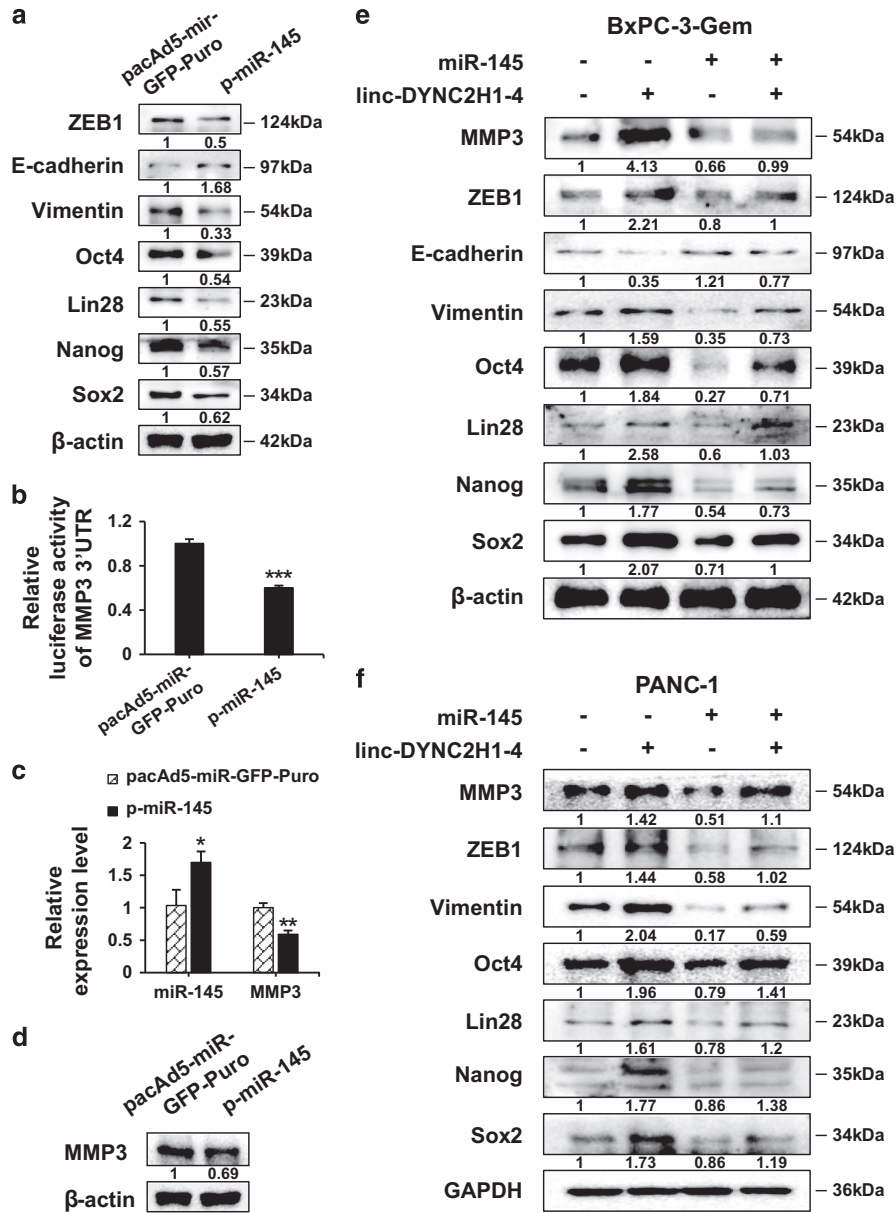 a
pacAd5-mir-
GFP-Puro
p-miR-145
ZEB1 124kDa
1 0.5
E-cadherin 97kDa
1 1.68
Vimentin 54kDa
1 0.33
Oct4 39kDa
1 0.54
Lin28 23kDa
1 0.55
Nanog 35kDa
1 0.57
Sox2 34kDa
1 0.62
β-actin 42kDa
b
Relative
luciferase activity
of MMP3 3'UTR
1.2
0.6
0
***
pacAd5-miR-
GFP-Puro
p-miR-145
c
pacAd5-miR-GFP-Puro
p-miR-145
Relative
expression level
2
1.5
1
0.5
0
*
**
miR-145 MMP3
d
pacAd5-miR-
GFP-Puro
p-miR-145
MMP3
1 0.69
β-actin
e
BxPC-3-Gem
miR-145 - - + +
linc-DYNC2H1-4 - + - +
MMP3 54kDa
1 4.13 0.66 0.99
ZEB1 124kDa
1 2.21 0.8 1
E-cadherin 97kDa
1 0.35 1.21 0.77
Vimentin 54kDa
1 1.59 0.35 0.73
Oct4 39kDa
1 1.84 0.27 0.71
Lin28 23kDa
1 2.58 0.6 1.03
Nanog 35kDa
1 1.77 0.54 0.73
Sox2 34kDa
1 2.07 0.71 1
β-actin 42kDa
f
PANC-1
miR-145 - - + +
linc-DYNC2H1-4 - + - +
MMP3 54kDa
1 1.42 0.51 1.1
ZEB1 124kDa
1 1.44 0.58 1.02
Vimentin 54kDa
1 2.04 0.17 0.59
Oct4 39kDa
1 1.96 0.79 1.41
Lin28 23kDa
1 1.61 0.78 1.2
Nanog 35kDa
1 1.77 0.86 1.38
Sox2 34kDa
1 1.73 0.86 1.19
GAPDH 36kDa